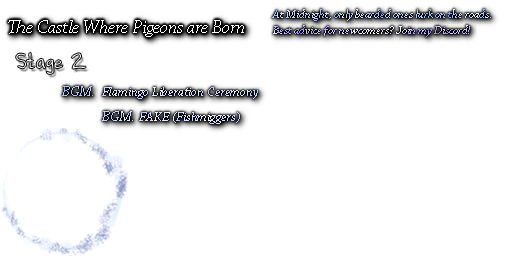 The Castle Where Pigeons are Born
At Midnight, only bearded ones lurk on the roads.
Best advice for newcomers? Join my Discord!
Stage 2
BGM. Flamingo Liberation Ceremony
BGM. FAKE (Fishmiggers)